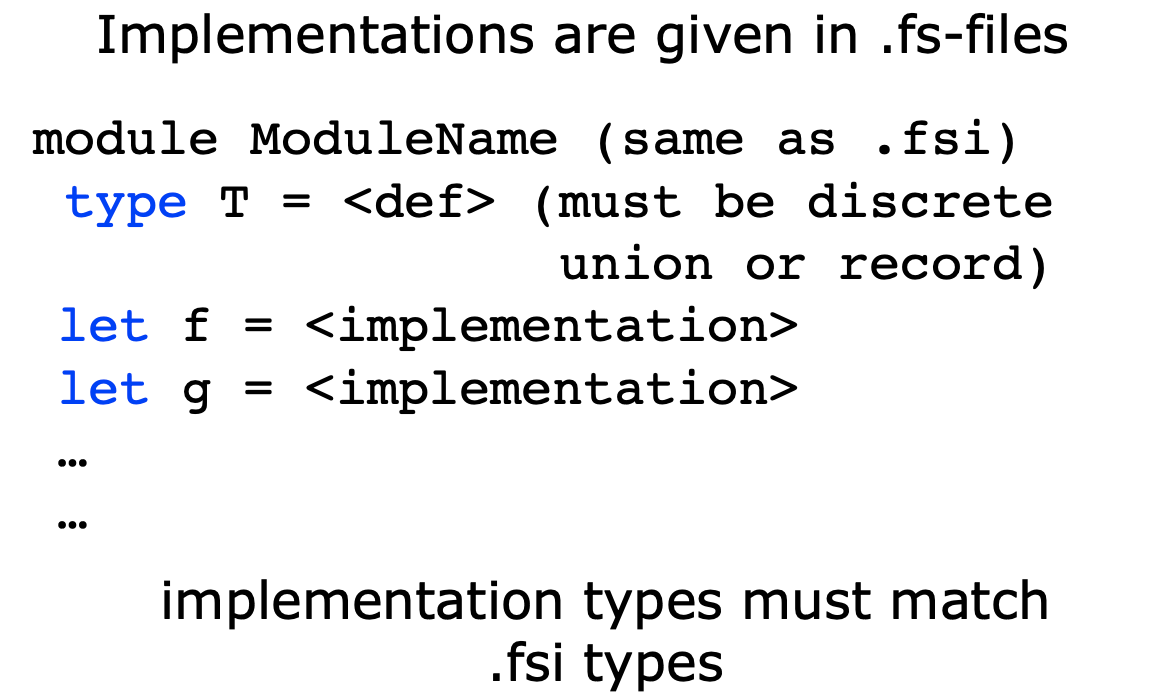 Implementations are given in .fs-files
module ModuleName (same as .fsi)
type T = <def> (must be discrete
union or record)
let f = <implementation>
let g = <implementation>
…
…
implementation types must match
.fsi types